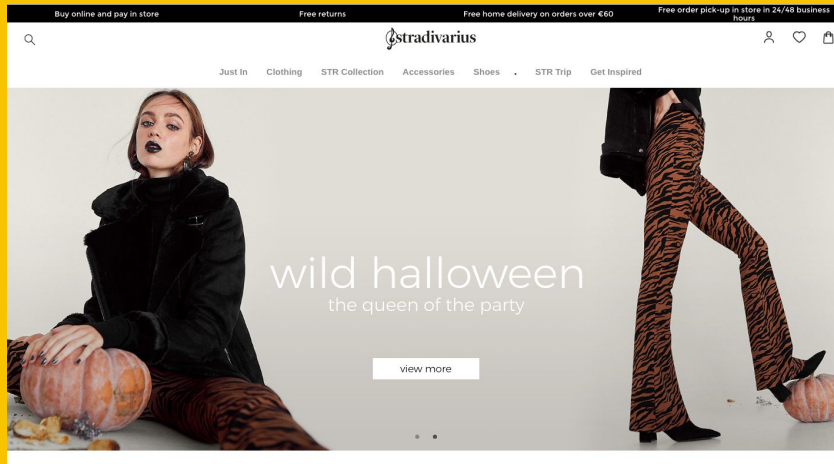 Buy online and pay in store
Free returns
Free home delivery on orders over €60
Free order pick-up in store in 24/48 business
hours
stradivarius
Just In
Clothing
STR Collection
Accessories
Shoes
.
STR Trip
Get Inspired
wild halloween
the queen of the party
view more